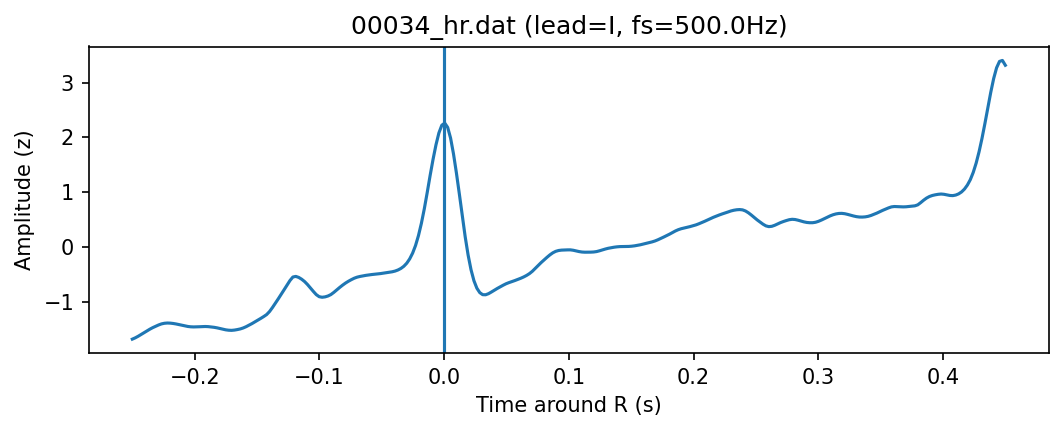 00034_hr.dat (lead=I, fs=500.0Hz)
Amplitude (z)
3
2
1
0
−1
−0.2 −0.1 0.0 0.1 0.2 0.3 0.4
Time around R (s)